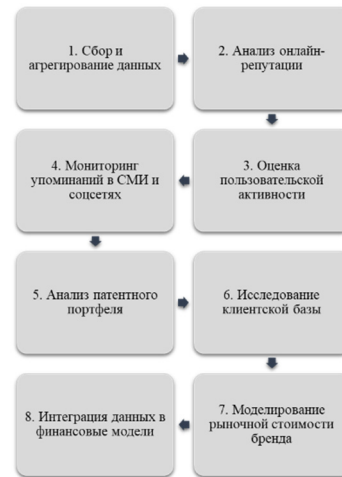 1. Сбор и
агрегирование данных
2. Анализ онлайн-
репутации
3. Оценка
пользовательской
активности
4. Мониторинг
упоминаний в СМИ и
соцсетях
5. Анализ патентного
портфеля
6. Исследование
клиентской базы
7. Моделирование
рыночной стоимости
бренда
8. Интеграция данных в
финансовые модели